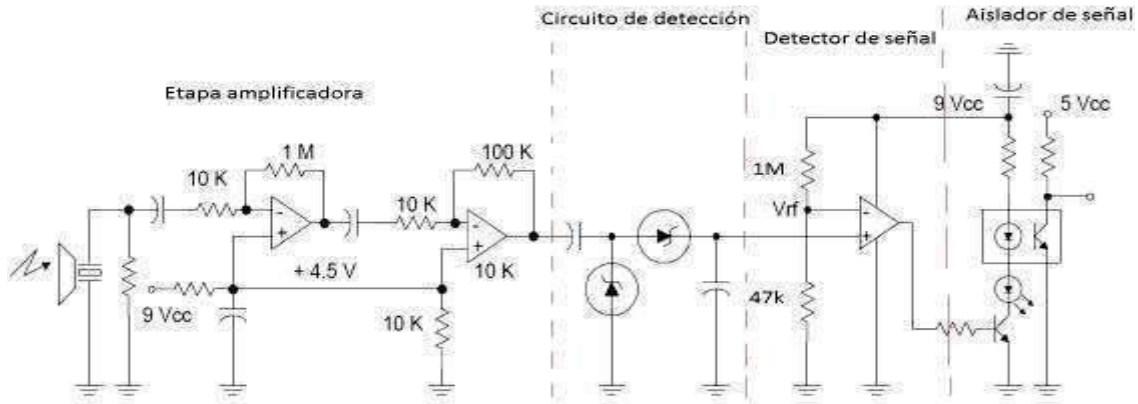 Circuito de detección
Aislador de señal
Detector de señal
Etapa amplificadora
9 Vcc
5 Vcc
1 M
100 K
10 K
10 K
1M
Vrf
-
+
-
+
-
+
+ 4.5 V
10 K
9 Vcc
10 K
47k